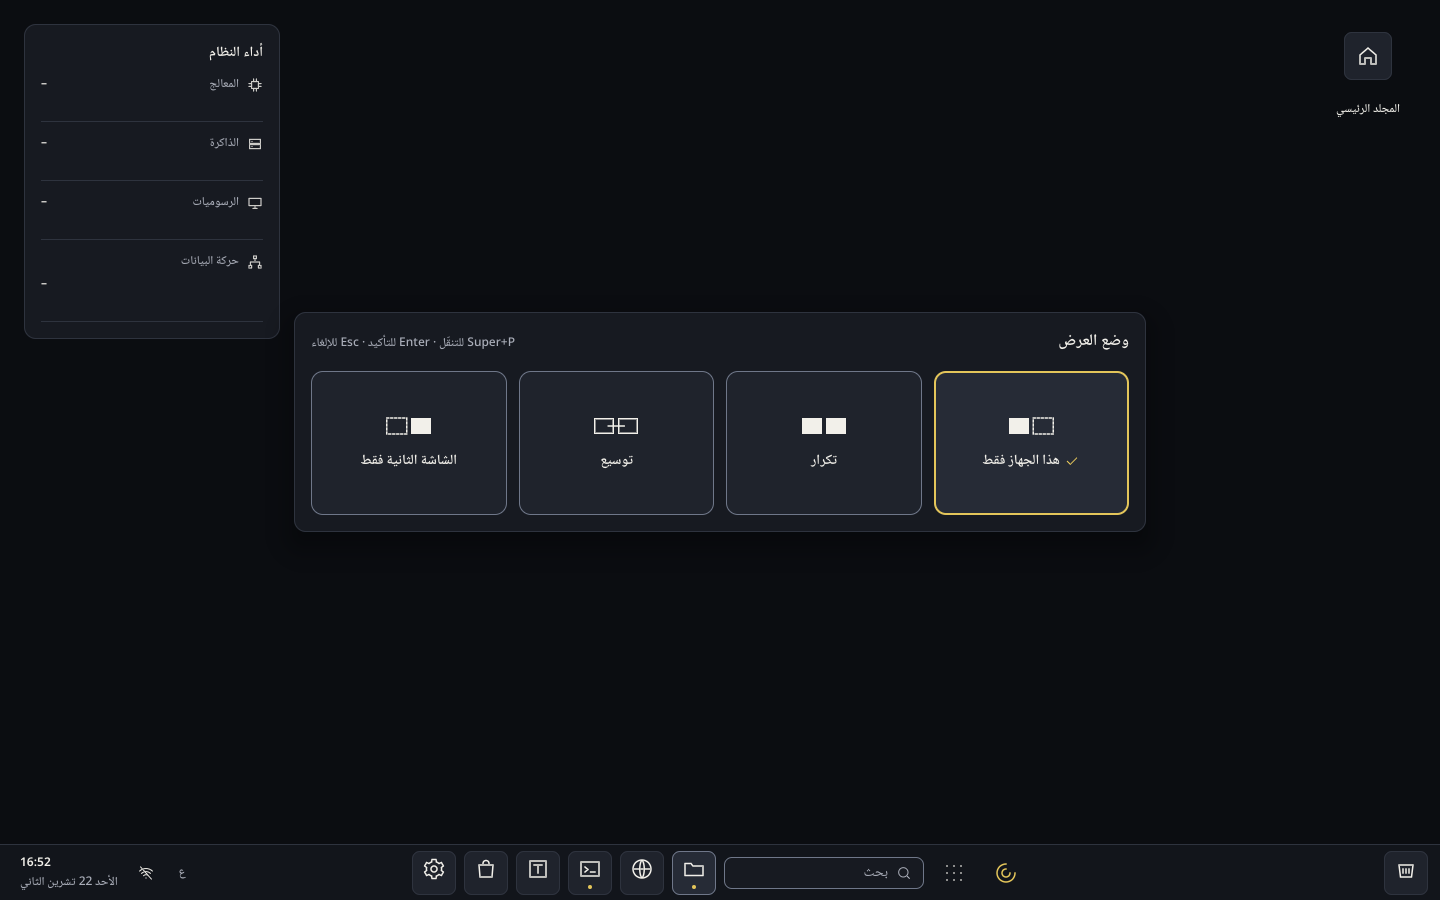 المجلد الرئيسي
أداء النظام
المعالج –
الذاكرة –
الرسوميات –
حركة البيانات
–
وضع العرض
Super+P للتنقّل · Enter للتأكيد · Esc للإلغاء
هذا الجهاز فقط
تكرار
توسيع
الشاشة الثانية فقط
بحث
ع
16:52
الأحد 22 تشرين الثاني